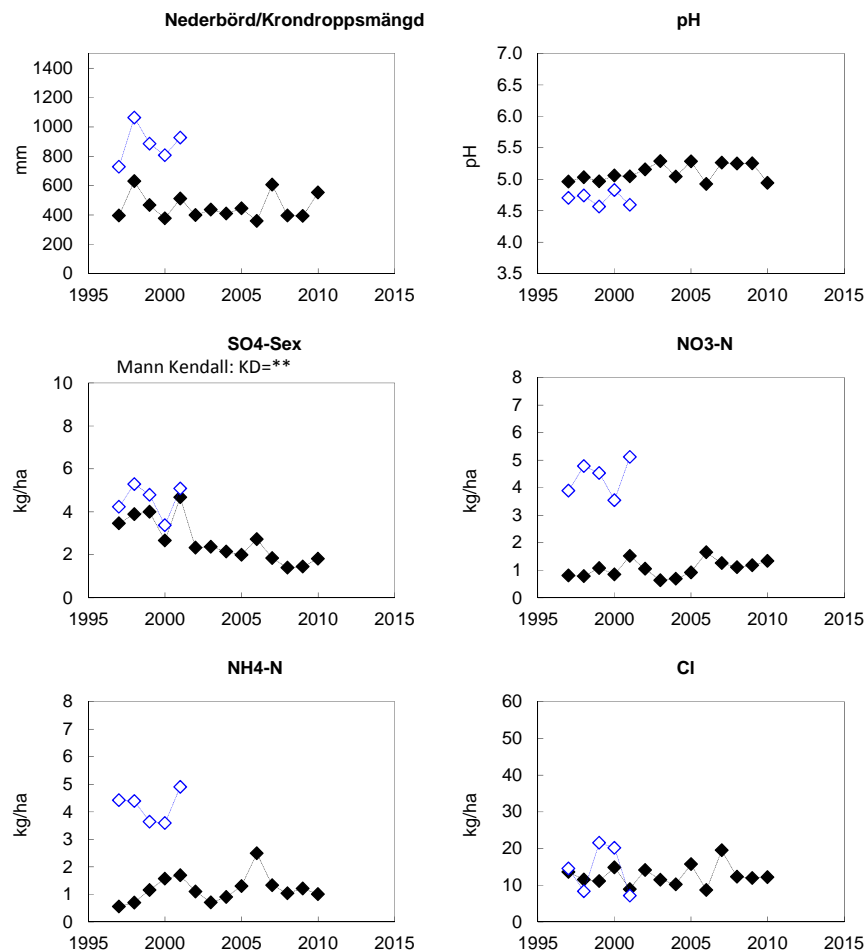 Nederbörd/Krondroppsmängd
1400
1200
1000
800
600
400
200
0
mm
1995 2000 2005 2010 2015
pH
7.0
6.5
6.0
5.5
5.0
4.5
4.0
3.5
pH
1995 2000 2005 2010 2015
SO4-Sex
Mann Kendall: KD=**
10
8
6
4
2
0
kg/ha
1995 2000 2005 2010 2015
NO3-N
8
7
6
5
4
3
2
1
0
kg/ha
1995 2000 2005 2010 2015
NH4-N
8
7
6
5
4
3
2
1
0
kg/ha
1995 2000 2005 2010 2015
Cl
60
50
40
30
20
10
0
kg/ha
1995 2000 2005 2010 2015